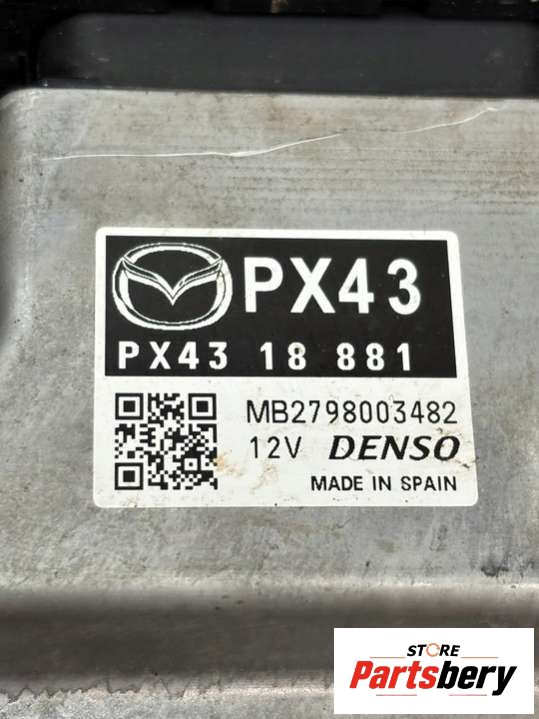 PX43
PX43 18 881
MB2798003482
12V DENSO
MADE IN SPAIN
STORE
Partsbery